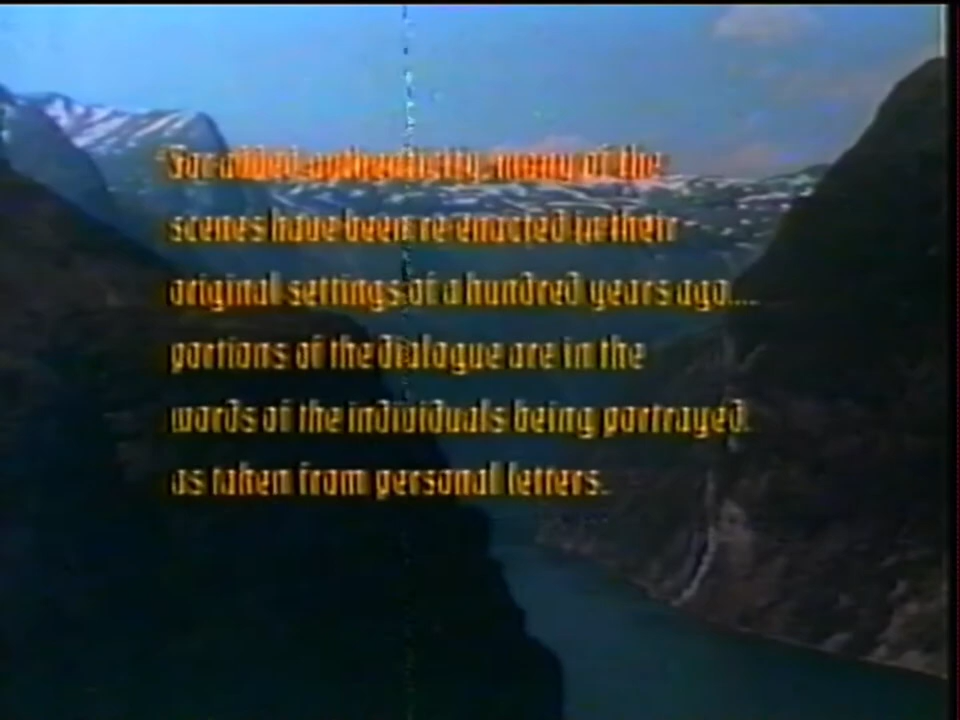 For added authenticity, many of the
scenes have been re-enacted in their
original settings of a hundred years ago....
portions of the dialogue are in the
words of the individuals being portrayed
as taken from personal letters.